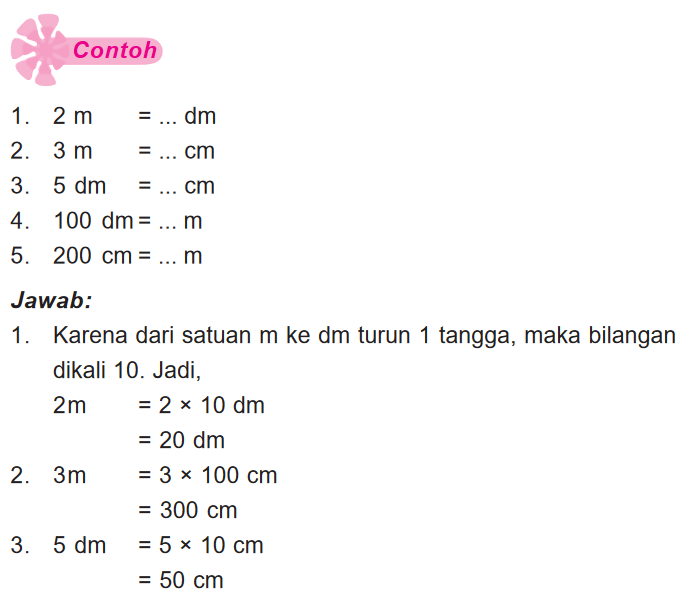 Contoh
1. 2 m = ... dm
2. 3 m = ... cm
3. 5 dm = ... cm
4. 100 dm = ... m
5. 200 cm = ... m
Jawab:
1. Karena dari satuan m ke dm turun 1 tangga, maka bilangan
dikali 10. Jadi,
2m = 2 × 10 dm
= 20 dm
2. 3m = 3 × 100 cm
= 300 cm
3. 5 dm = 5 × 10 cm
= 50 cm